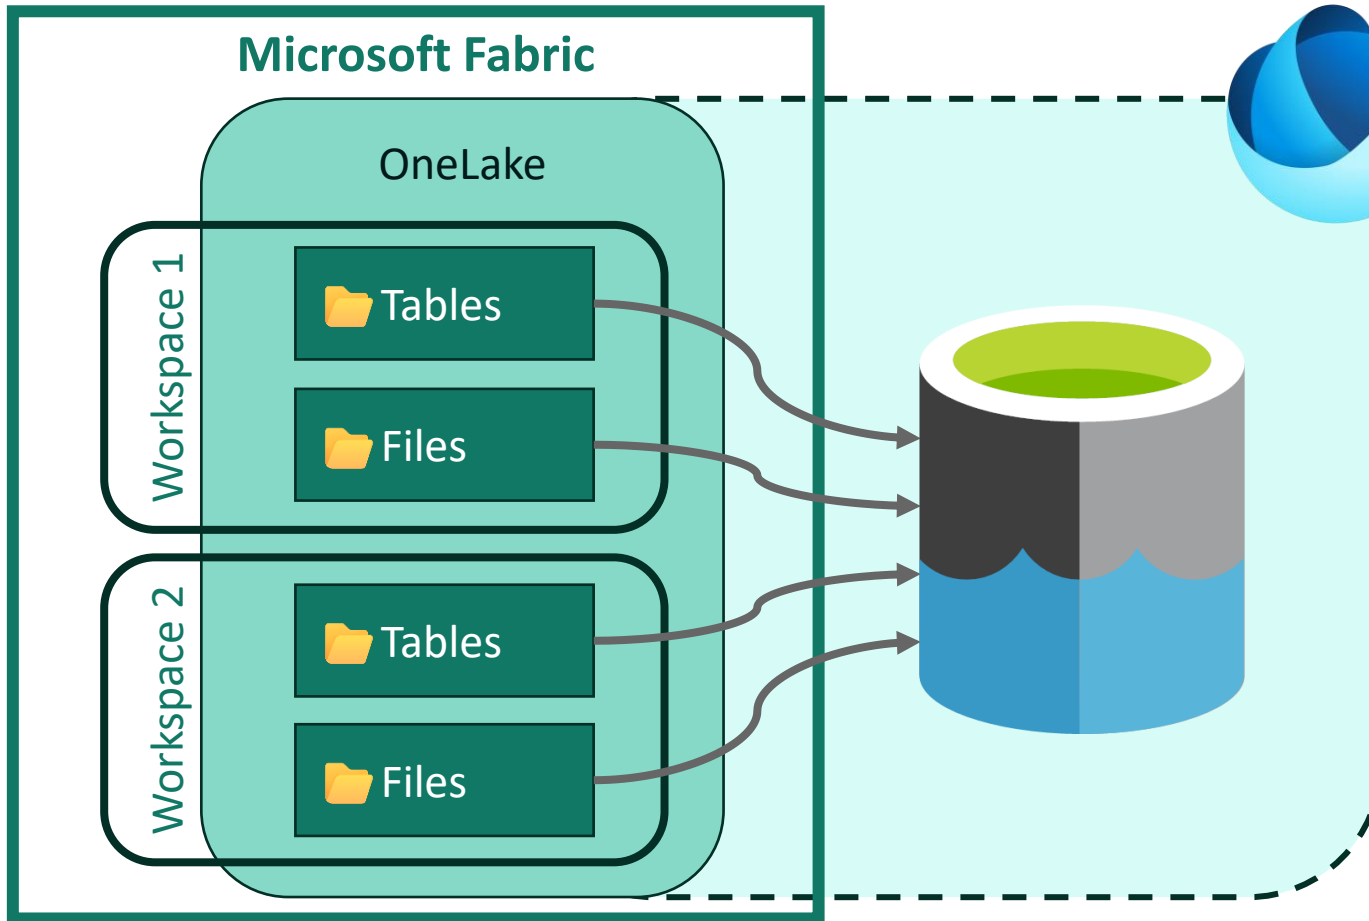 Microsoft Fabric
OneLake
Workspace 1
Tables
Files
Workspace 2
Tables
Files